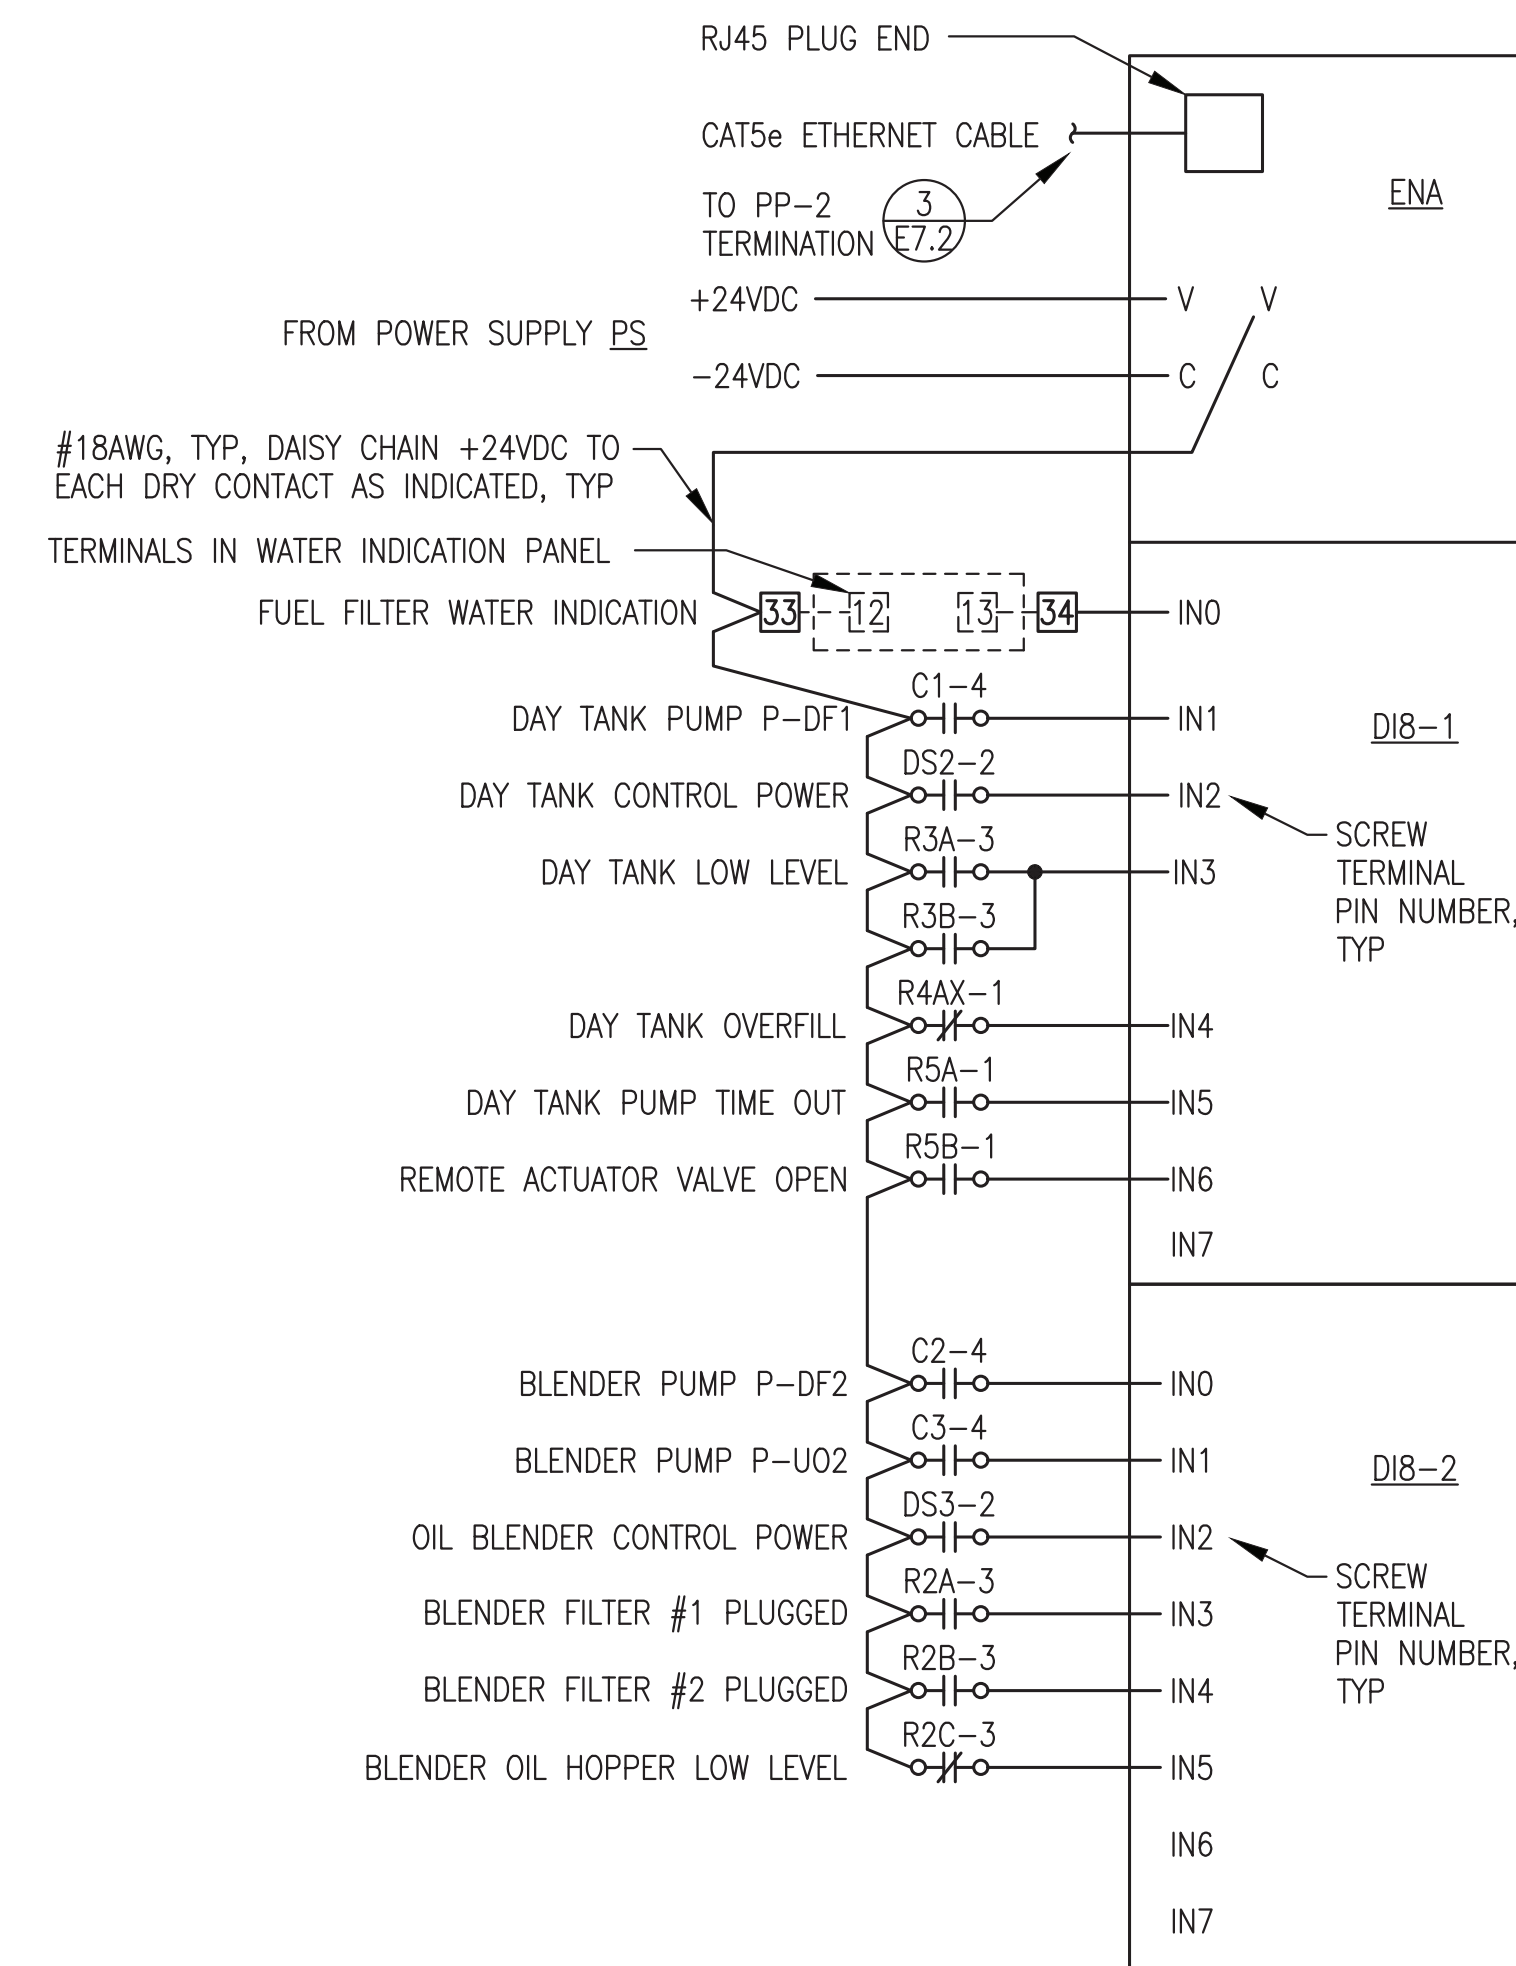 RJ45 PLUG END
CAT5e ETHERNET CABLE
TO PP-2
TERMINATION
3
E7.2
ENA
+24VDC
V V
FROM POWER SUPPLY PS
-24VDC
C C
#18AWG, TYP, DAISY CHAIN +24VDC TO
EACH DRY CONTACT AS INDICATED, TYP
TERMINALS IN WATER INDICATION PANEL
FUEL FILTER WATER INDICATION 33 12 13 34 IN0
C1-4
DAY TANK PUMP P-DF1 IN1
DI8-1
DS2-2
DAY TANK CONTROL POWER IN2
SCREW
TERMINAL
PIN NUMBER,
TYP
R3A-3
DAY TANK LOW LEVEL IN3
R3B-3
R4AX-1
DAY TANK OVERFILL IN4
R5A-1
DAY TANK PUMP TIME OUT IN5
R5B-1
REMOTE ACTUATOR VALVE OPEN IN6
IN7
C2-4
BLENDER PUMP P-DF2 IN0
C3-4
BLENDER PUMP P-UO2 IN1
DI8-2
DS3-2
OIL BLENDER CONTROL POWER IN2
SCREW
TERMINAL
PIN NUMBER,
TYP
R2A-3
BLENDER FILTER #1 PLUGGED IN3
R2B-3
BLENDER FILTER #2 PLUGGED IN4
R2C-3
BLENDER OIL HOPPER LOW LEVEL IN5
IN6
IN7